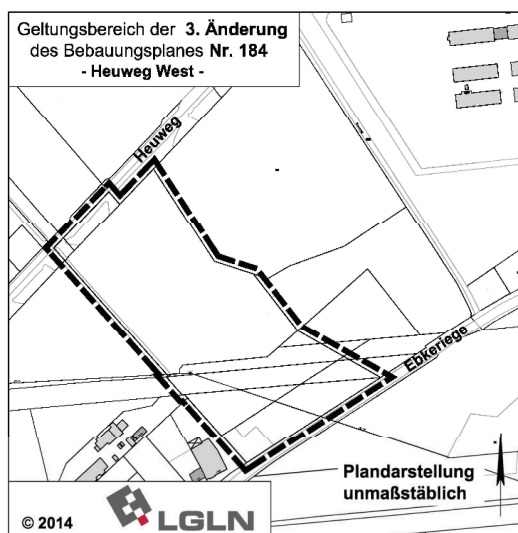 Geltungsbereich der 3. Änderung
des Bebauungsplanes Nr. 184
- Heuweg West -
Heuweg
Ebkeriege
Plandarstellung
unmaßstäblich
© 2014
LGLN